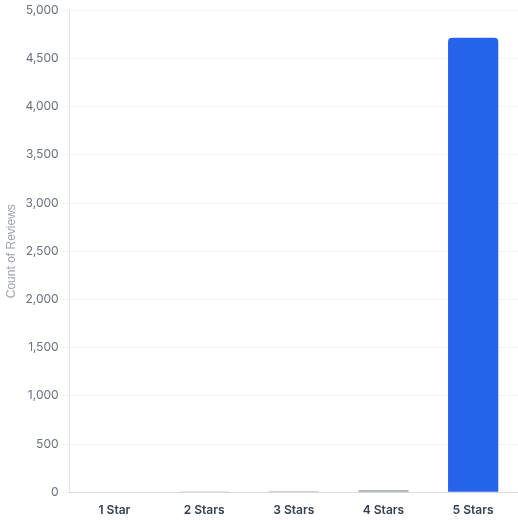 5,000
4,500
4,000
3,500
3,000
2,500
2,000
1,500
1,000
500
0
Count of Reviews
1 Star
2 Stars
3 Stars
4 Stars
5 Stars